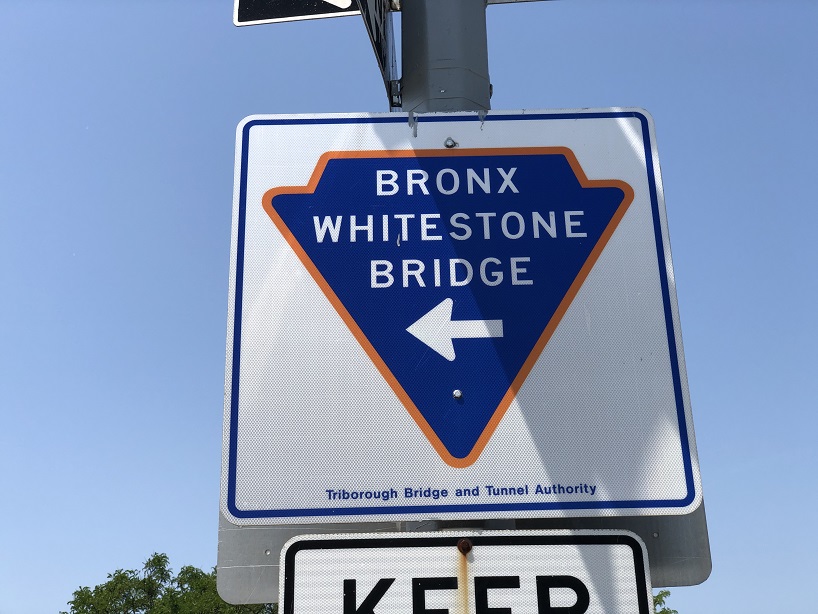 BRONX
WHITESTONE
BRIDGE
Triborough Bridge and Tunnel Authority
KEEP